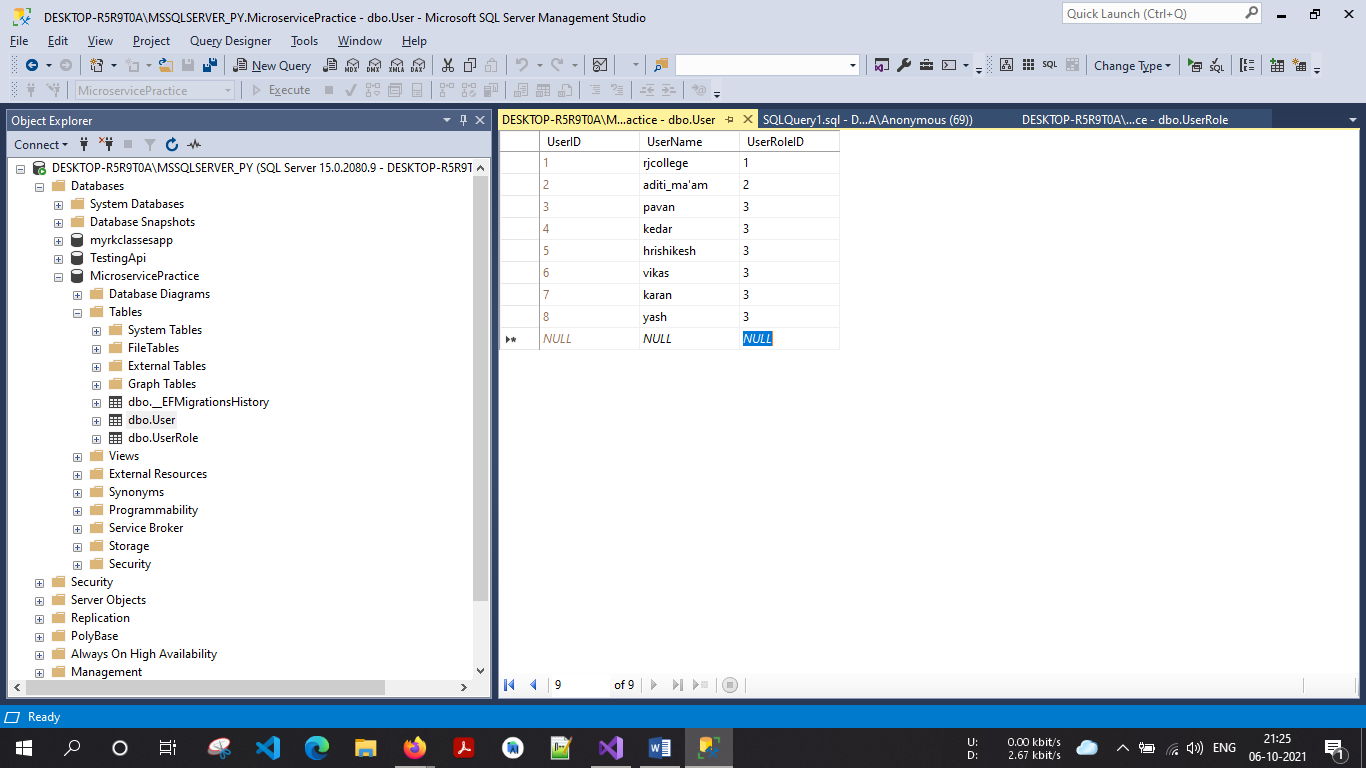 DESKTOP-R5R9T0A\MSSQLSERVER_PY.MicroservicePractice - dbo.User - Microsoft SQL Server Management Studio
Quick Launch (Ctrl+Q)
File Edit View Project Query Designer Tools Window Help
New Query MDX DMX XMLA DAX SQL Change Type
MicroservicePractice Execute
Object Explorer
Connect
DESKTOP-R5R9T0A\MSSQLSERVER_PY (SQL Server 15.0.2080.9 - DESKTOP-R5R9T
Databases
System Databases
Database Snapshots
myrkclassesapp
TestingApi
MicroservicePractice
Database Diagrams
Tables
System Tables
FileTables
External Tables
Graph Tables
dbo.__EFMigrationsHistory
dbo.User
dbo.UserRole
Views
External Resources
Synonyms
Programmability
Service Broker
Storage
Security
Security
Server Objects
Replication
PolyBase
Always On High Availability
Management
DESKTOP-R5R9T0A\M...actice - dbo.User SQLQuery1.sql - D...A\Anonymous (69)) DESKTOP-R5R9T0A\...ce - dbo.UserRole
UserID UserName UserRoleID
1 rjcollege 1
2 aditi_ma'am 2
3 pavan 3
4 kedar 3
5 hrishikesh 3
6 vikas 3
7 karan 3
8 yash 3
NULL NULL NULL
9 of 9
Ready
U: 0.00 kbit/s
D: 2.67 kbit/s
ENG
21:25
06-10-2021
1